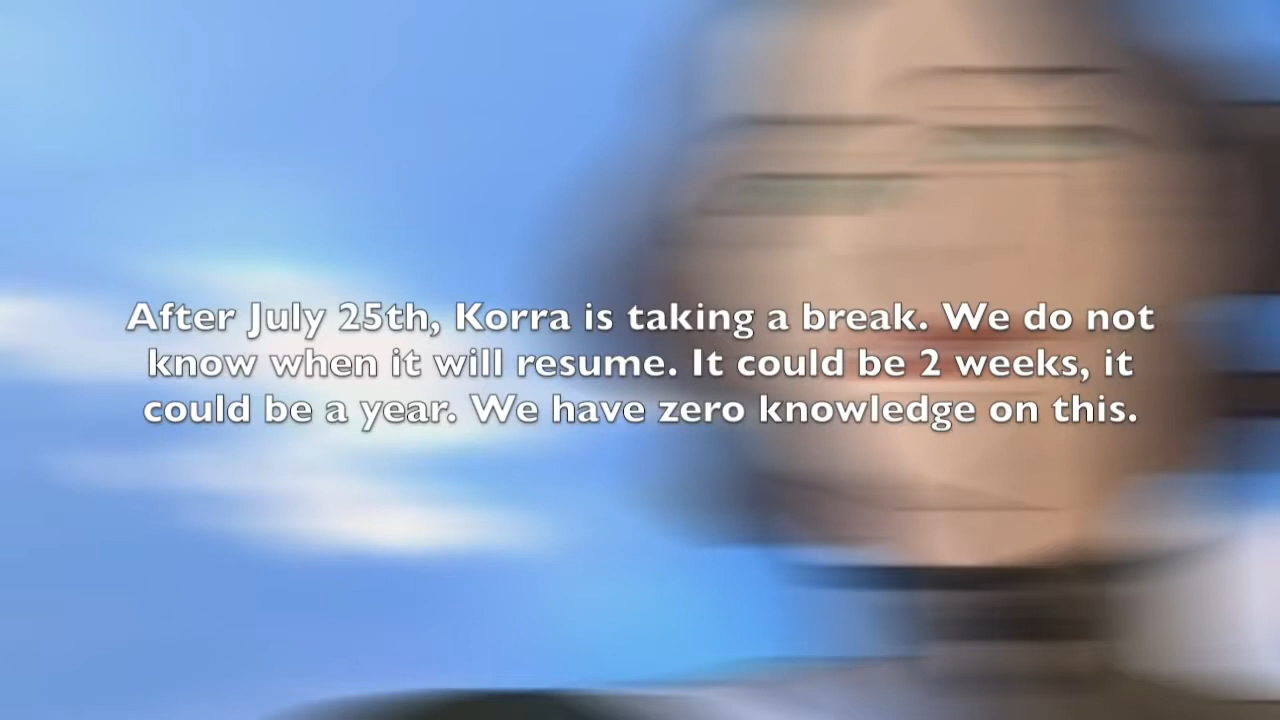 After July 25th, Korra is taking a break. We do not
know when it will resume. It could be 2 weeks, it
could be a year. We have zero knowledge on this.